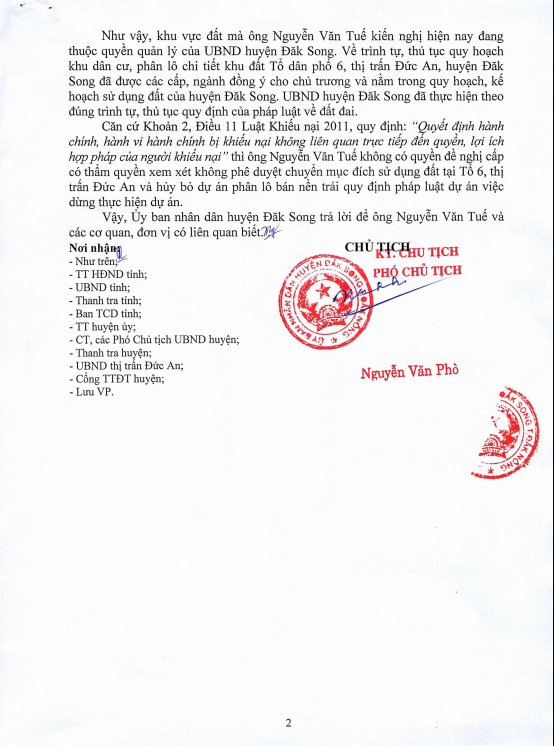 Như vậy, khu vực đất mà ông Nguyễn Văn Tuế kiến nghị hiện nay đang
thuộc quyền quản lý của UBND huyện Đăk Song. Về trình tự, thủ tục quy hoạch
khu dân cư, phân lô chi tiết khu đất Tổ dân phố 6, thị trấn Đức An, huyện Đăk
Song đã được các cấp, ngành đồng ý cho chủ trương và nằm trong quy hoạch, kế
hoạch sử dụng đất của huyện Đăk Song. UBND huyện Đăk Song đã thực hiện theo
đúng trình tự, thủ tục quy định của pháp luật về đất đai.
Căn cứ Khoản 2, Điều 11 Luật Khiếu nại 2011, quy định: “Quyết định hành
chính, hành vi hành chính bị khiếu nại không liên quan trực tiếp đến quyền, lợi ích
hợp pháp của người khiếu nại” thì ông Nguyễn Văn Tuế không có quyền đề nghị cấp
có thẩm quyền xem xét không phê duyệt chuyển mục đích sử dụng đất tại Tổ 6, thị
trấn Đức An và hủy bỏ dự án phân lô bán nền trái quy định pháp luật dự án việc
dừng thực hiện dự án.
Vậy, Ủy ban nhân dân huyện Đăk Song trả lời để ông Nguyễn Văn Tuế và
các cơ quan, đơn vị có liên quan biết.
Nơi nhận:
- Như trên;
- TT HĐND tỉnh;
- UBND tỉnh;
- Thanh tra tỉnh;
- Ban TCD tỉnh;
- TT huyện ủy;
- CT, các Phó Chủ tịch UBND huyện;
- Thanh tra huyện;
- UBND thị trấn Đức An;
- Cổng TTĐT huyện;
- Lưu VP.
CHỦ TỊCH
KT. CHỦ TỊCH
PHÓ CHỦ TỊCH
ỦY BAN NHÂN DÂN HUYỆN ĐĂK SONG T.ĐĂK NÔNG
Nguyễn Văn Phò
ĐĂK SONG T.ĐĂK NÔNG
2